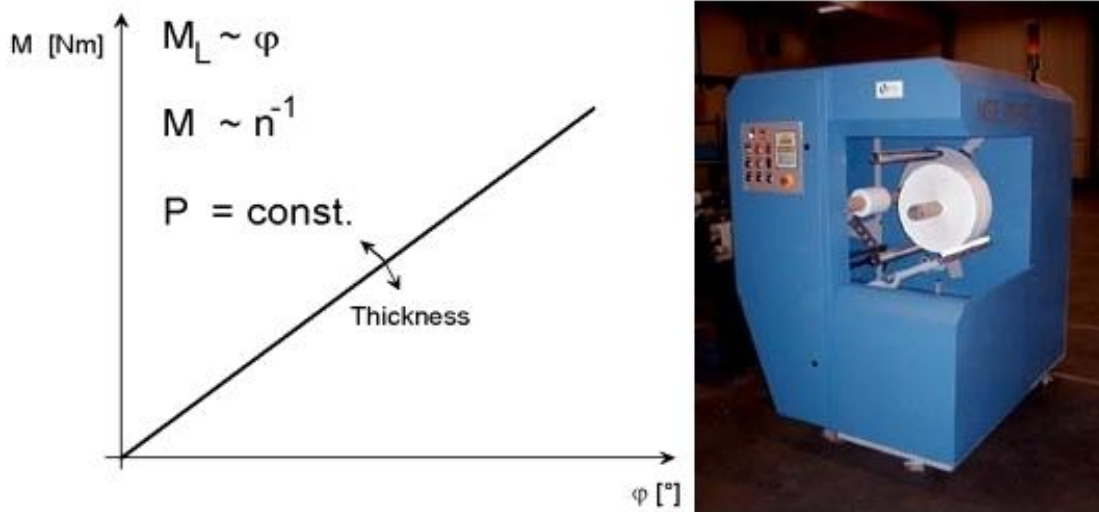 M [Nm]
M_L ~ φ
M ~ n⁻¹
P = const.
Thickness
φ [°]